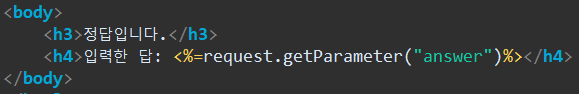 <body>
<h3>정답입니다.</h3>
<h4>입력한 답: <%=request.getParameter("answer")%></h4>
</body>